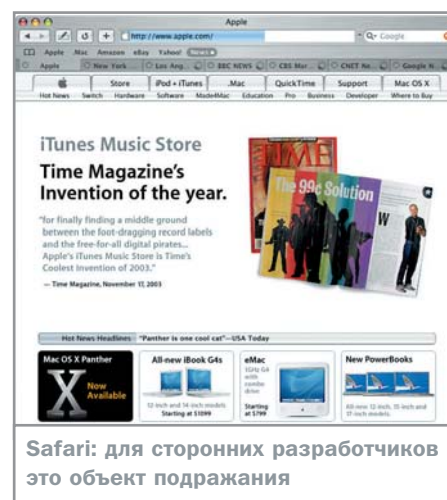 Apple
http://www.apple.com/
Q- Google
Apple .Mac Amazon eBay Yahoo! News
Apple New York Los Ang... BBC NEWS CBS Mar... CNET Ne... Google N...
Store iPod + iTunes .Mac QuickTime Support Mac OS X
Hot News Switch Hardware Software Made4Mac Education Pro Business Developer Where to Buy
iTunes Music Store
Time Magazine's
Invention of the year.
"for finally finding a middle ground
between the foot-dragging record labels
and the free-for-all digital pirates...
Apple's iTunes Music Store is Time's
Coolest Invention of 2003."
— Time Magazine, November 17, 2003
TIME
The 99¢ Solution
W
Hot News Headlines "Panther is one cool cat"—USA Today
Mac OS X Panther
X
Now
Available
All-new iBook G4s
12-inch and 14-inch models
Starting at $1099
eMac
1GHz G4
with
combo
drive
Starting
at $799
New PowerBooks
All-new 12-inch, 15-inch and
17-inch models.
Safari: для сторонних разработчиков
это объект подражания